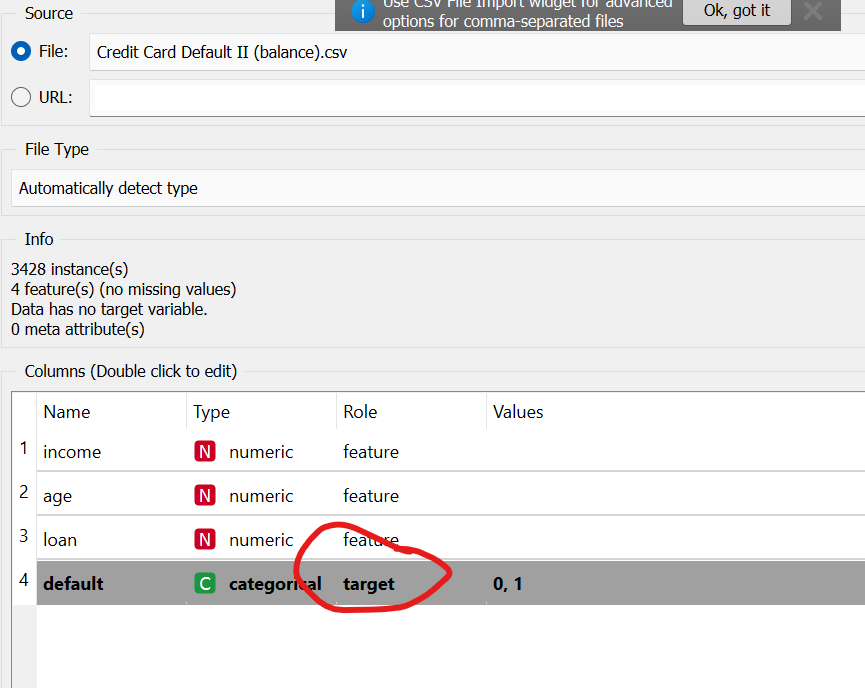 Source
Use CSV File Import widget for advanced
options for comma-separated files
Ok, got it
File:
Credit Card Default II (balance).csv
URL:
File Type
Automatically detect type
Info
3428 instance(s)
4 feature(s) (no missing values)
Data has no target variable.
0 meta attribute(s)
Columns (Double click to edit)
Name Type Role Values
1 income N numeric feature
2 age N numeric feature
3 loan N numeric feature
4 default C categorical target 0, 1